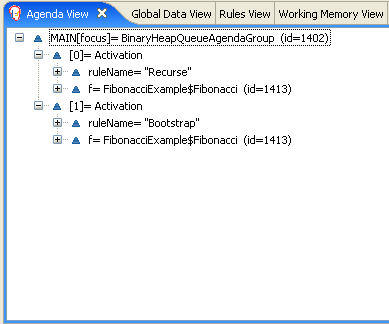 Agenda View
Global Data View
Rules View
Working Memory View
MAIN[focus]= BinaryHeapQueueAgendaGroup (id=1402)
[0]= Activation
ruleName= "Recurse"
f= FibonacciExample$Fibonacci (id=1413)
[1]= Activation
ruleName= "Bootstrap"
f= FibonacciExample$Fibonacci (id=1413)